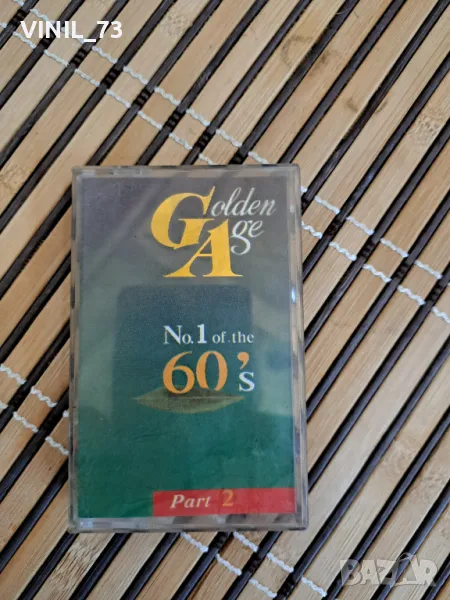 VINIL_73
Golden
Age
No.1 of the
60's
Part 2
BAZAR